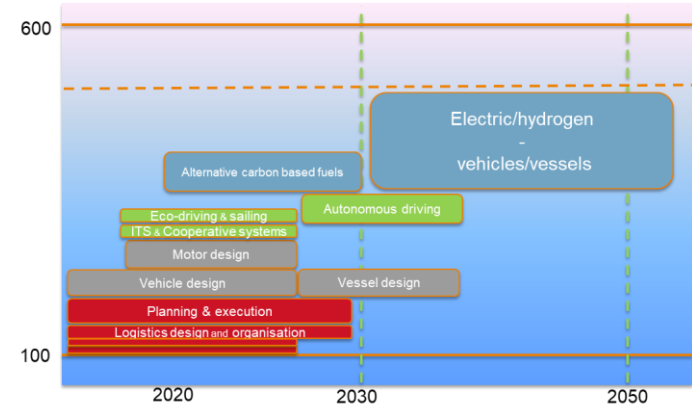 600
Electric/hydrogen
-
vehicles/vessels
Alternative carbon based fuels
Autonomous driving
Eco-driving & sailing
ITS & Cooperative systems
Motor design
Vehicle design
Vessel design
Planning & execution
Logistics design and organisation
100
2020
2030
2050